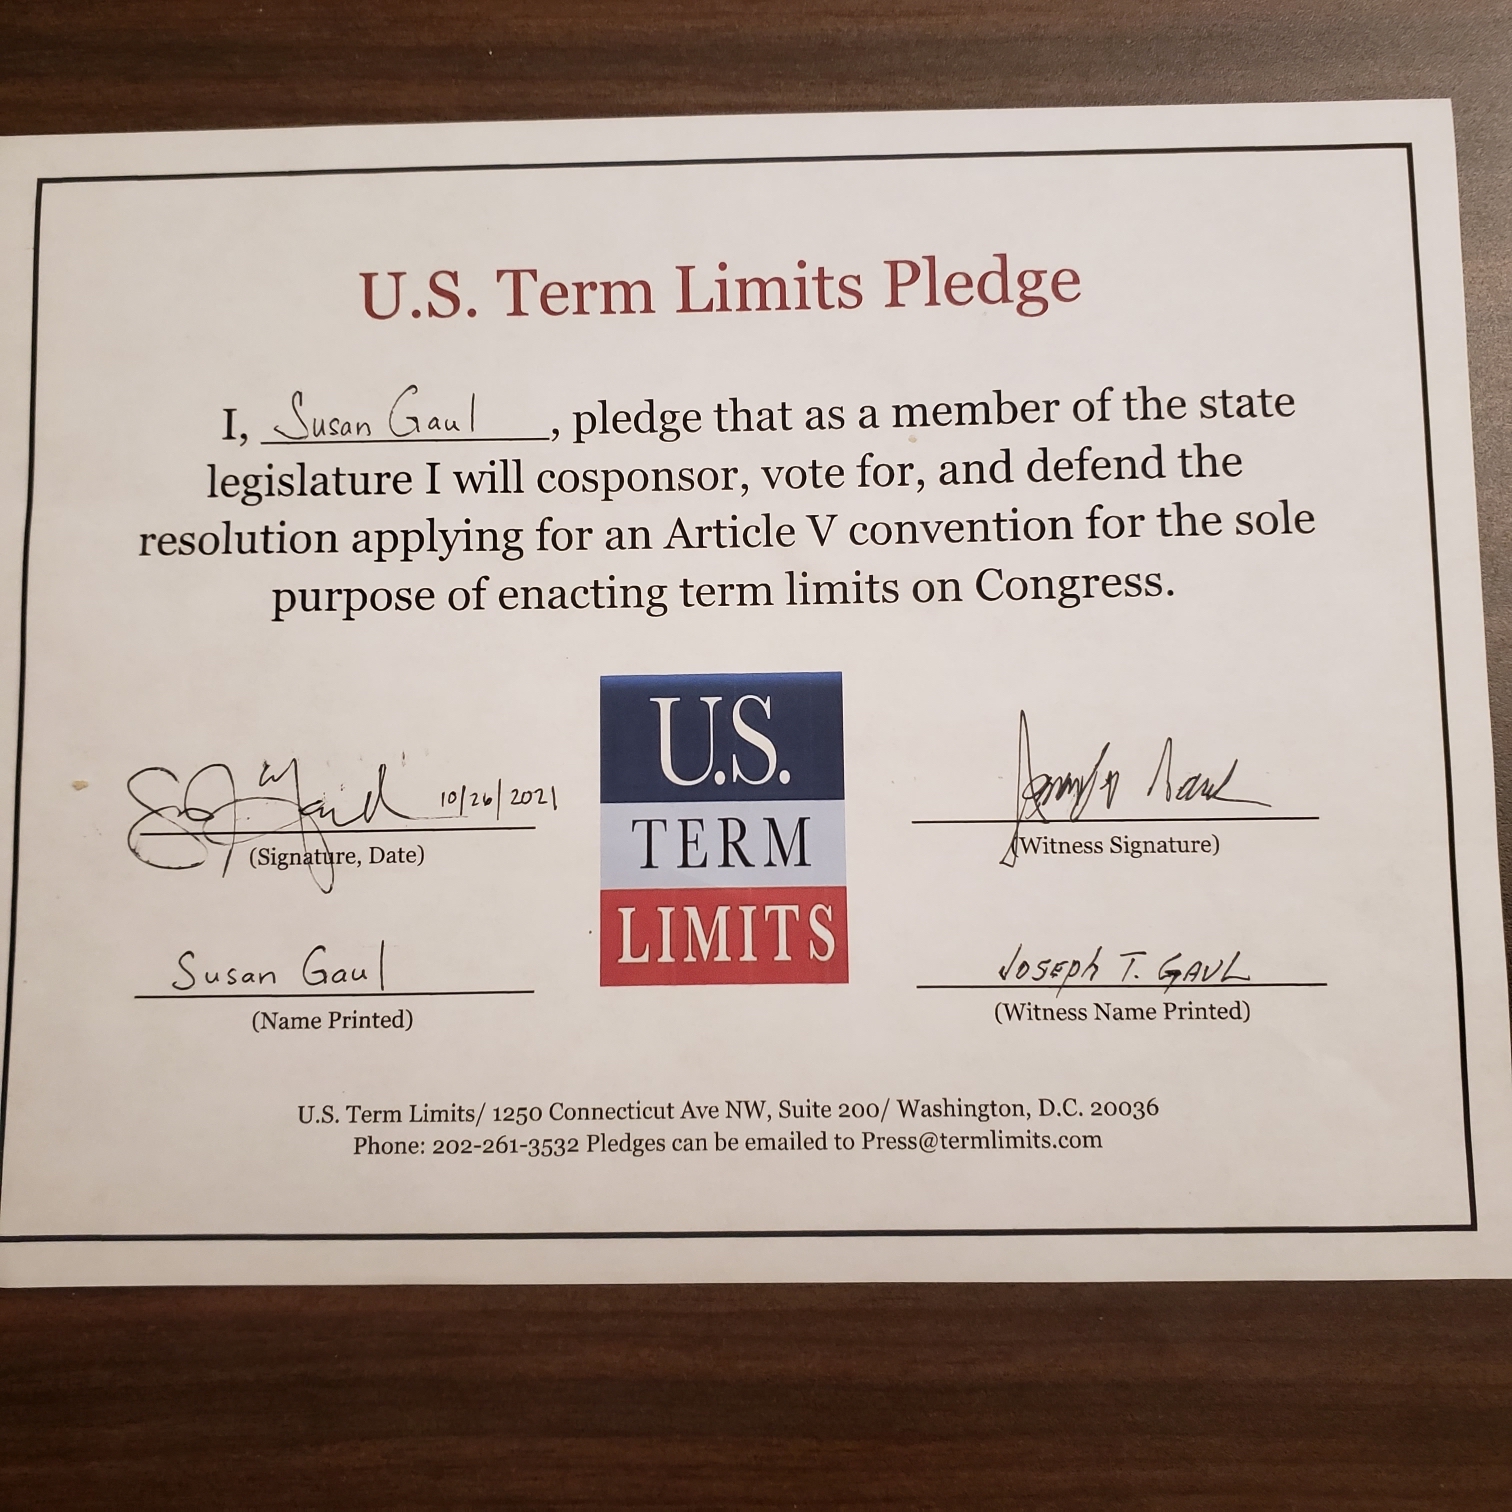 U.S. Term Limits Pledge
I, Susan Gaul, pledge that as a member of the state
legislature I will cosponsor, vote for, and defend the
resolution applying for an Article V convention for the sole
purpose of enacting term limits on Congress.
10/26/2021
(Signature, Date)
Susan Gaul
(Name Printed)
U.S.
TERM
LIMITS
(Witness Signature)
JOSEph T. GAUL
(Witness Name Printed)
U.S. Term Limits/ 1250 Connecticut Ave NW, Suite 200/ Washington, D.C. 20036
Phone: 202-261-3532 Pledges can be emailed to Press@termlimits.com